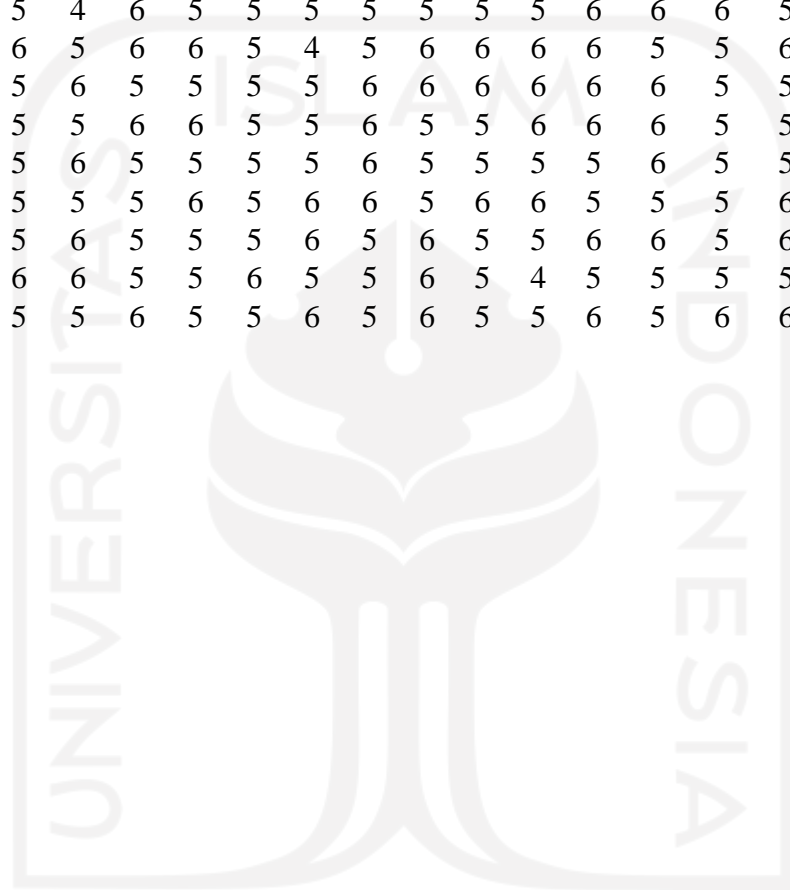 5 4 6 5 5 5 5 5 5 5 6 6 6 5
6 5 6 6 5 4 5 6 6 6 6 5 5 6
5 6 5 5 5 5 6 6 6 6 6 6 5 5
5 5 6 6 5 5 6 5 5 6 6 6 5 5
5 6 5 5 5 5 6 5 5 5 5 6 5 5
5 5 5 6 5 6 6 5 6 6 5 5 5 6
5 6 5 5 5 6 5 6 5 5 6 6 5 6
6 6 5 5 6 5 5 6 5 4 5 5 5 5
5 5 6 5 5 6 5 6 5 5 6 5 6 6
UNIVERSITAS
ISLAM
INDONESIA